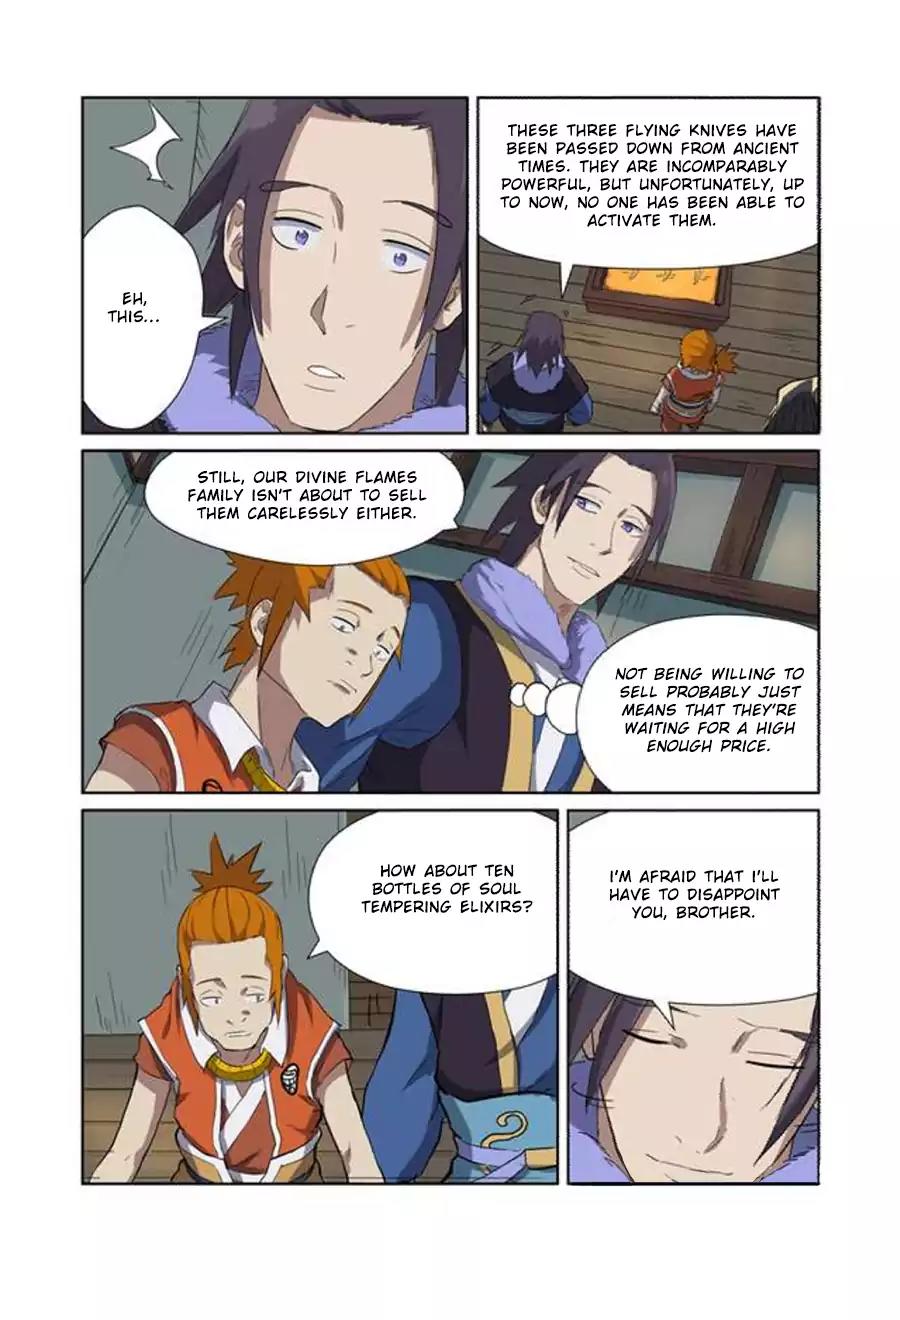 EH,
THIS...
THESE THREE FLYING KNIVES HAVE
BEEN PASSED DOWN FROM ANCIENT
TIMES. THEY ARE INCOMPARABLY
POWERFUL, BUT UNFORTUNATELY, UP
TO NOW, NO ONE HAS BEEN ABLE TO
ACTIVATE THEM.
STILL, OUR DIVINE FLAMES
FAMILY ISN'T ABOUT TO SELL
THEM CARELESSLY EITHER.
NOT BEING WILLING TO
SELL PROBABLY JUST
MEANS THAT THEY'RE
WAITING FOR A HIGH
ENOUGH PRICE.
HOW ABOUT TEN
BOTTLES OF SOUL
TEMPERING ELIXIRS?
I'M AFRAID THAT I'LL
HAVE TO DISAPPOINT
YOU, BROTHER.